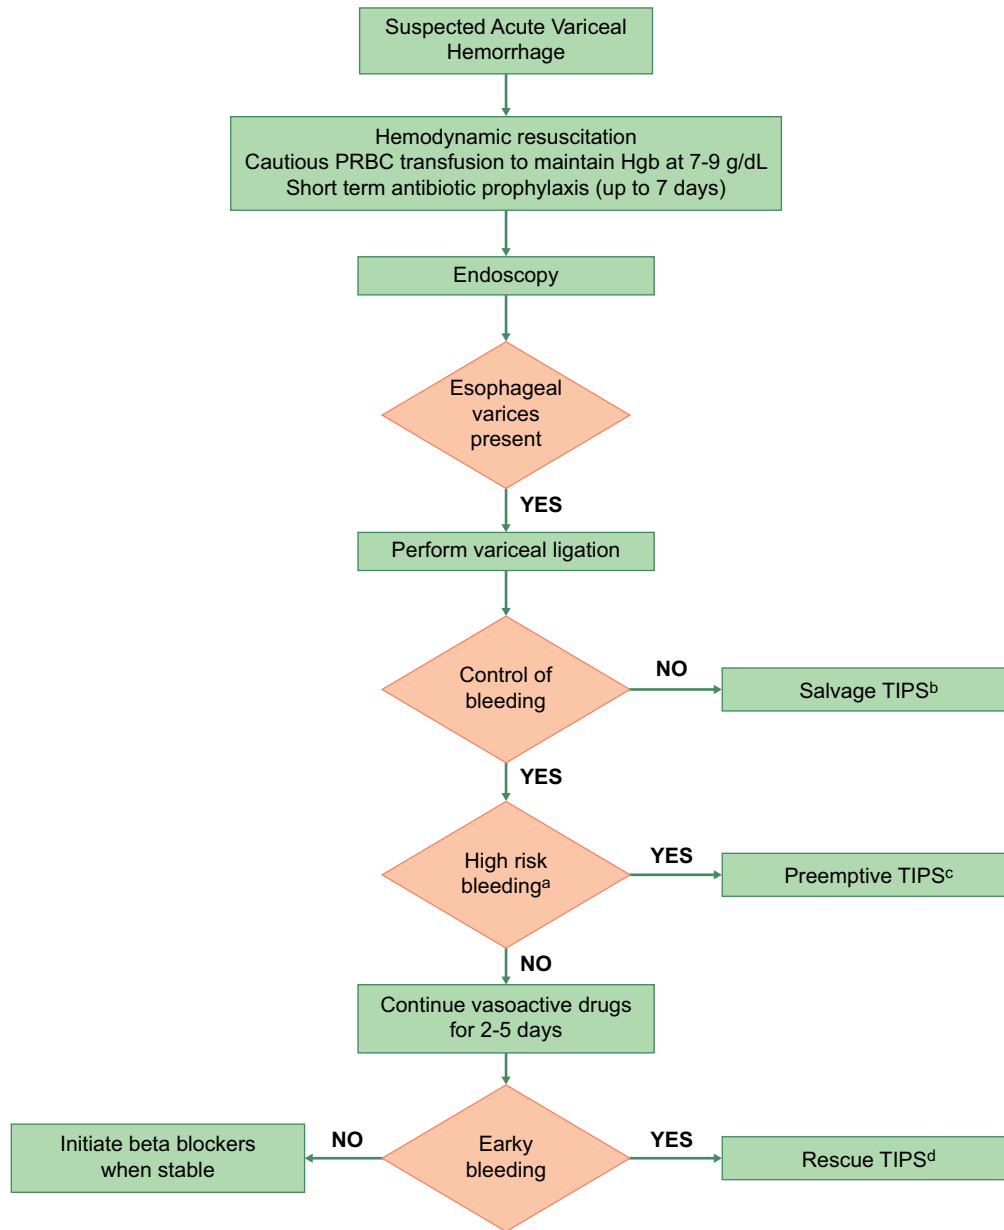 Suspected Acute Variceal
Hemorrhage
Hemodynamic resuscitation
Cautious PRBC transfusion to maintain Hgb at 7-9 g/dL
Short term antibiotic prophylaxis (up to 7 days)
Endoscopy
Esophageal
varices
present
YES
Perform variceal ligation
Control of
bleeding
NO
Salvage TIPSᵇ
YES
High risk
bleedingᵃ
YES
Preemptive TIPSᶜ
NO
Continue vasoactive drugs
for 2-5 days
Earky
bleeding
NO
Initiate beta blockers
when stable
YES
Rescue TIPSᵈ